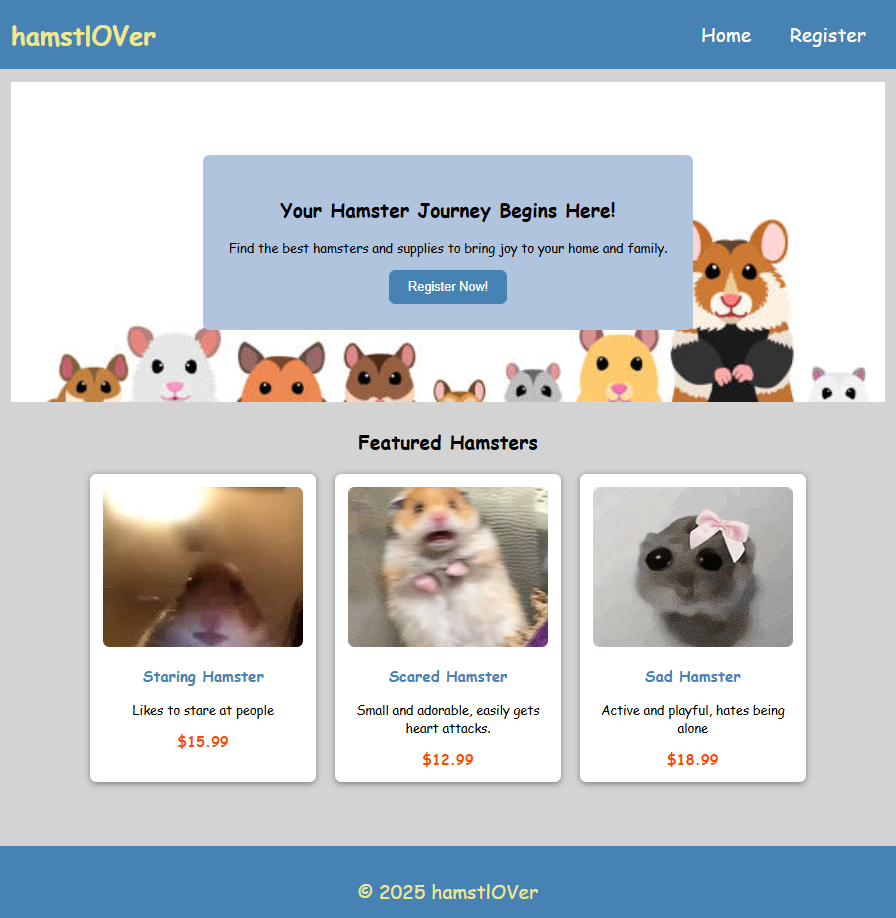 hamstlOVer
Home
Register
Your Hamster Journey Begins Here!
Find the best hamsters and supplies to bring joy to your home and family.
Register Now!
Featured Hamsters
Staring Hamster
Likes to stare at people
$15.99
Scared Hamster
Small and adorable, easily gets
heart attacks.
$12.99
Sad Hamster
Active and playful, hates being
alone
$18.99
© 2025 hamstlOVer